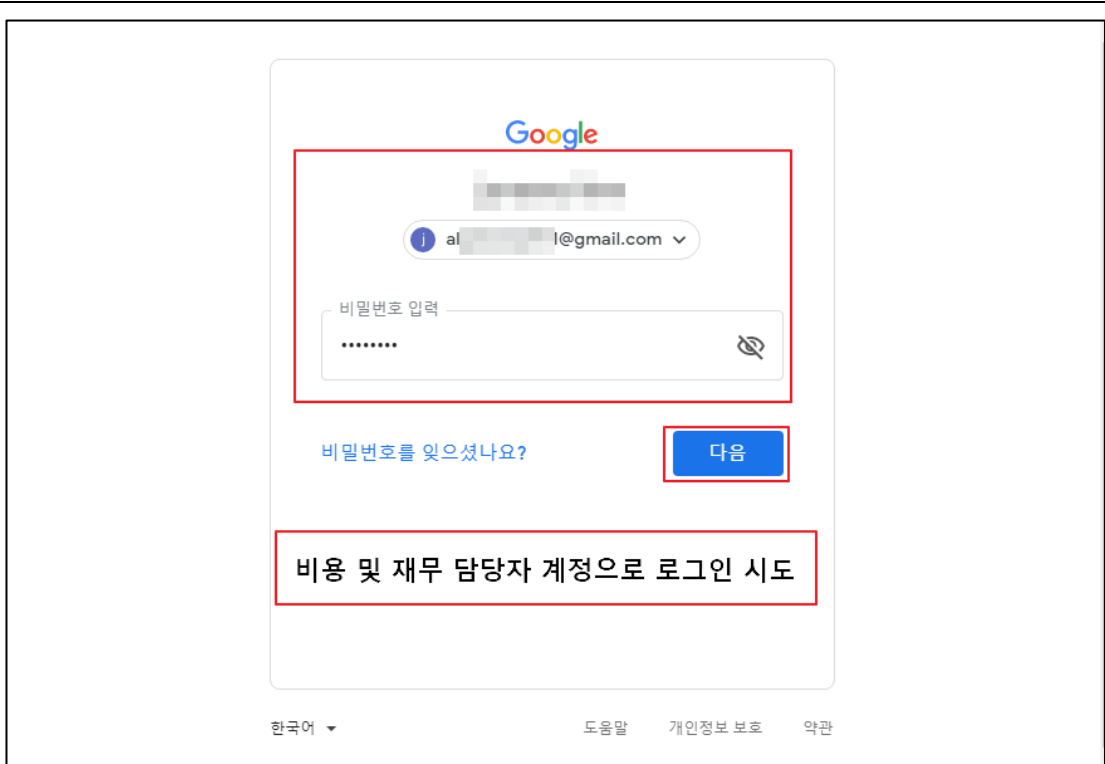 Google
al l@gmail.com
비밀번호 입력
비밀번호를 잊으셨나요?
다음
비용 및 재무 담당자 계정으로 로그인 시도
한국어
도움말 개인정보 보호 약관